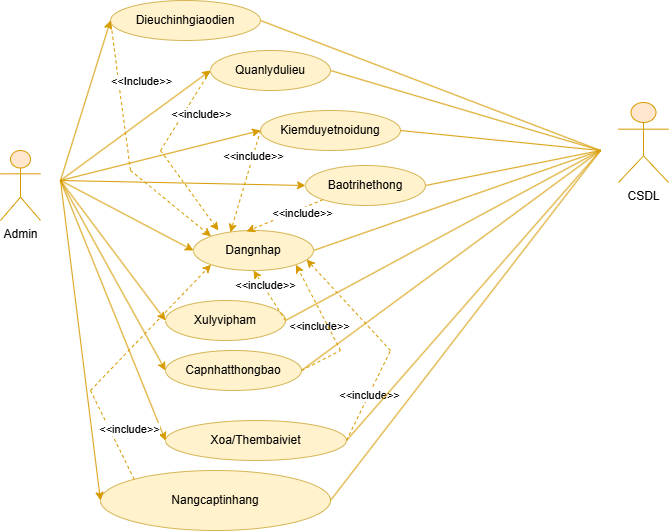 Dieuchinhgiaodien
Quanlydulieu
<<Include>>
<<include>>
Kiemduyetnoidung
<<include>>
Baotrihethong
CSDL
<<include>>
Admin
Dangnhap
<<include>>
Xulyvipham
<<include>>
Capnhatthongbao
<<include>>
<<include>>
Xoa/Thembaiviet
Nangcaptinhang